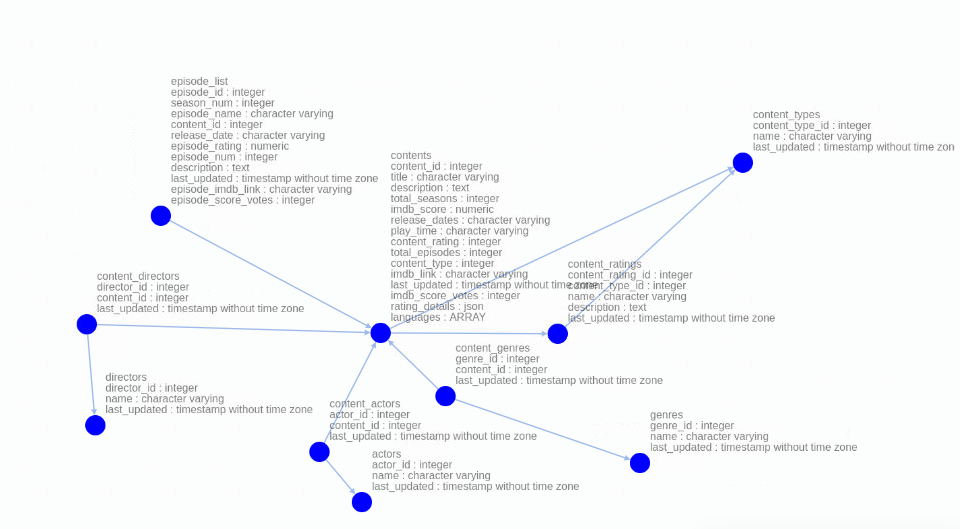 episode_list
episode_id : integer
season_num : integer
episode_name : character varying
content_id : integer
release_date : character varying
episode_rating : numeric
episode_num : integer
description : text
last_updated : timestamp without time zone
episode_imdb_link : character varying
episode_score_votes : integer
content_types
content_type_id : integer
name : character varying
last_updated : timestamp without time zon
contents
content_id : integer
title : character varying
description : text
total_seasons : integer
imdb_score : numeric
release_dates : character varying
play_time : character varying
content_rating : integer
total_episodes : integer
content_type : integer
imdb_link : character varying
last_updated : timestamp without time zone
imdb_score_votes : integer
rating_details : json
languages : ARRAY
content_ratings
content_rating_id : integer
content_type_id : integer
name : character varying
description : text
last_updated : timestamp without time zone
content_directors
director_id : integer
content_id : integer
last_updated : timestamp without time zone
content_genres
genre_id : integer
content_id : integer
last_updated : timestamp without time zone
directors
director_id : integer
name : character varying
last_updated : timestamp without time zone
content_actors
actor_id : integer
content_id : integer
last_updated : timestamp without time zone
genres
genre_id : integer
name : character varying
last_updated : timestamp without time zone
actors
actor_id : integer
name : character varying
last_updated : timestamp without time zone